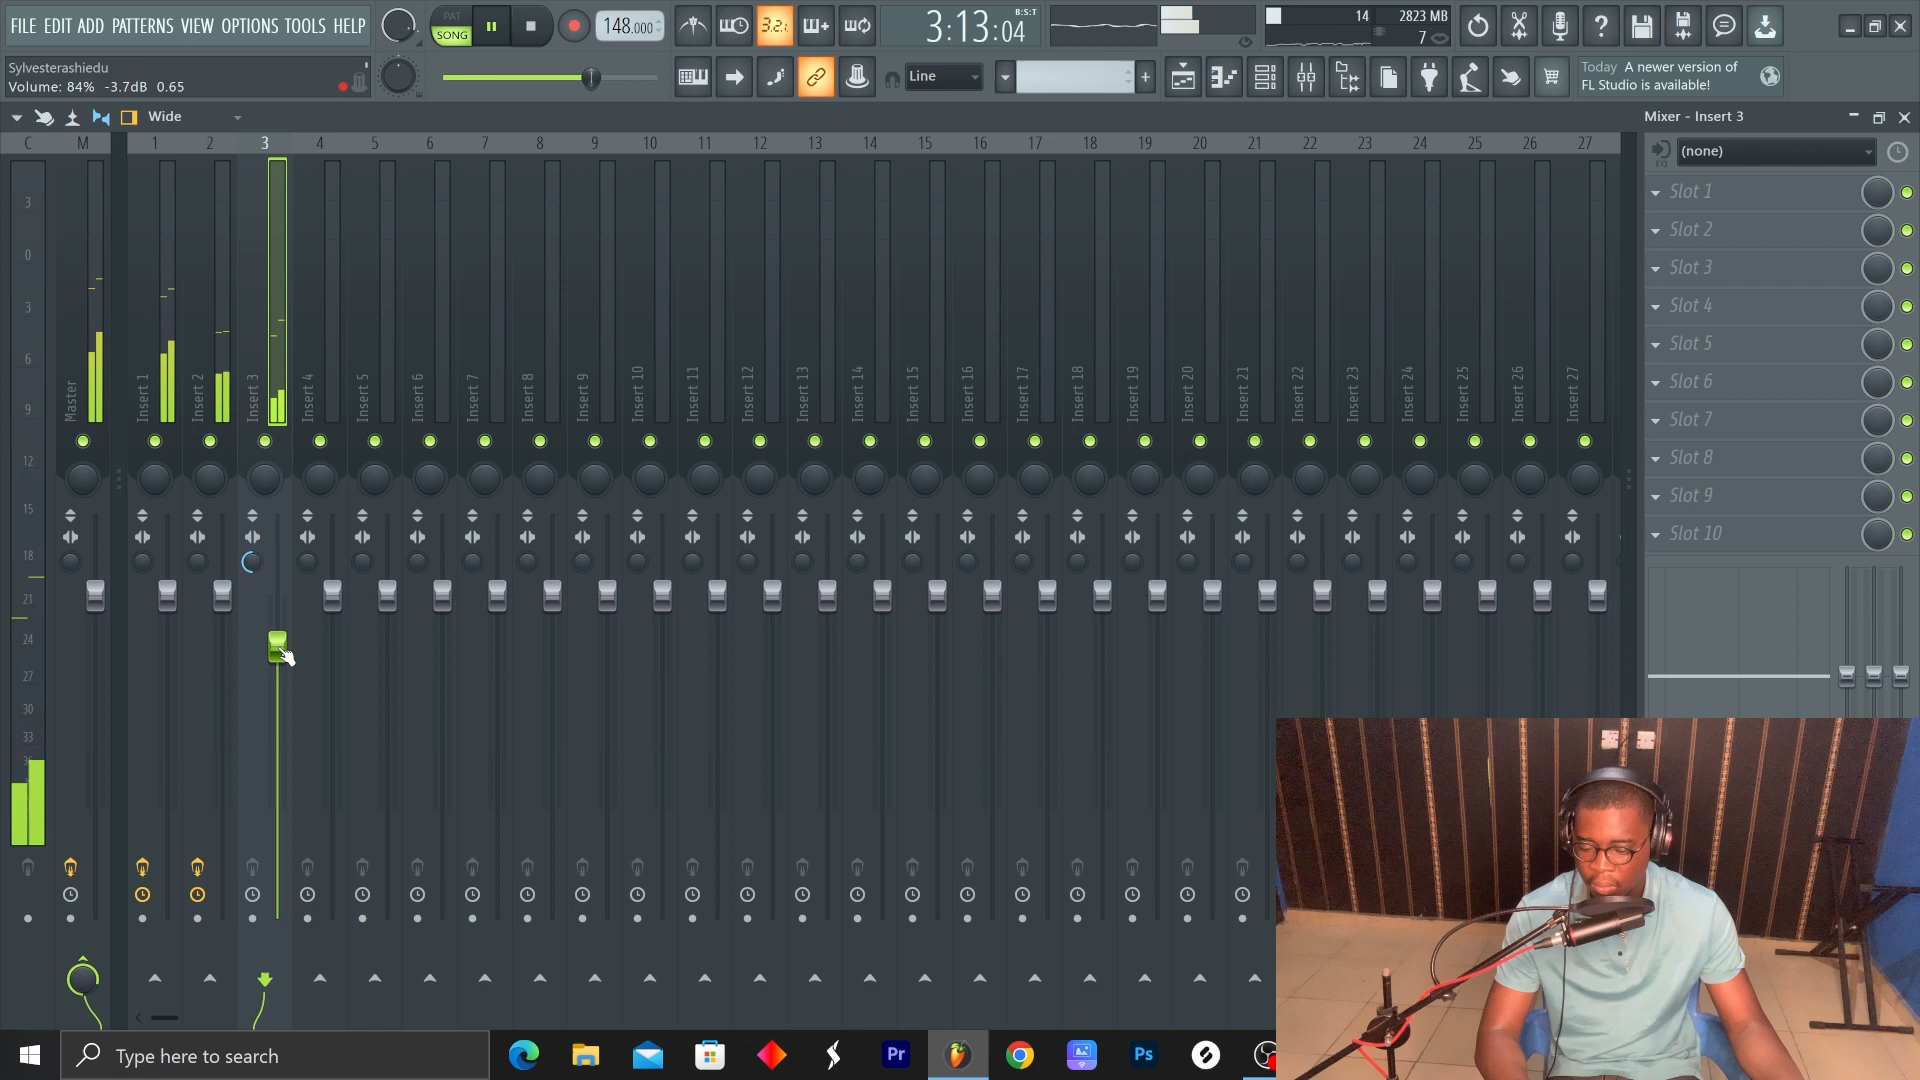 FILE EDIT ADD PATTERNS VIEW OPTIONS TOOLS HELP
PAT
SONG
148.000
3.2.
3:13:04
B:S:T
14
2823 MB
7
Sylvesterashiedu
Volume: 84% -3.7dB 0.65
Line
Today A newer version of
FL Studio is available!
Wide
Mixer - Insert 3
C M 1 2 3 4 5 6 7 8 9 10 11 12 13 14 15 16 17 18 19 20 21 22 23 24 25 26 27
(none)
EQ
Slot 1
Slot 2
Slot 3
Slot 4
Slot 5
Slot 6
Slot 7
Slot 8
Slot 9
Slot 10
3
0
3
6
9
12
15
18
21
24
27
30
33
Master
Insert 1
Insert 2
Insert 3
Insert 4
Insert 5
Insert 6
Insert 7
Insert 8
Insert 9
Insert 10
Insert 11
Insert 12
Insert 13
Insert 14
Insert 15
Insert 16
Insert 17
Insert 18
Insert 19
Insert 20
Insert 21
Insert 22
Insert 23
Insert 24
Insert 25
Insert 26
Insert 27
Type here to search
Pr
Ps